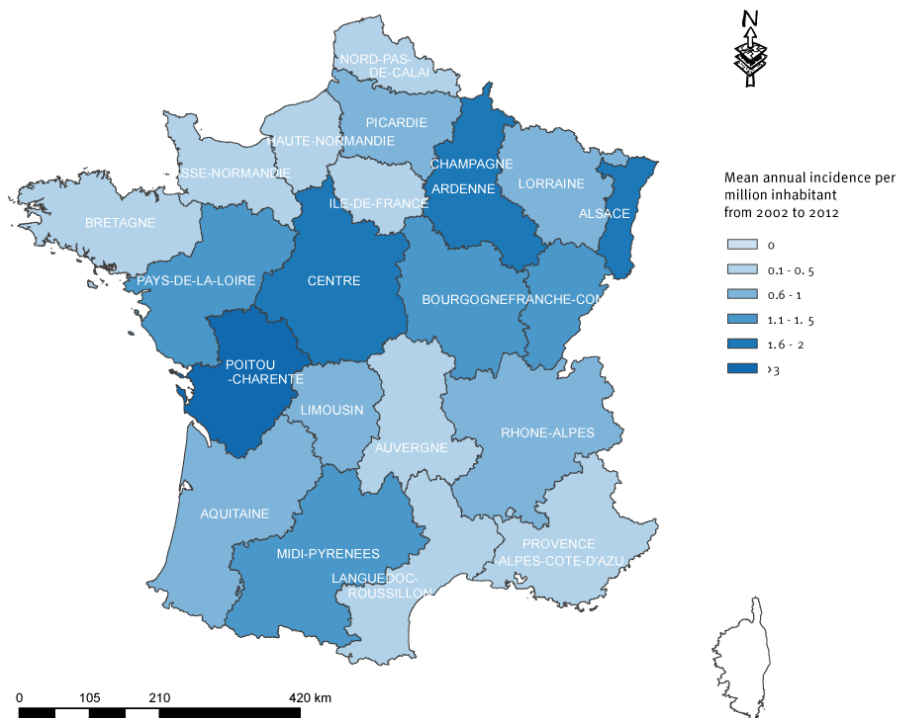 N
NORD-PAS-
DE-CALAI
PICARDIE
HAUTE-NORMANDIE
SSE-NORMANDIE
CHAMPAGNE
ARDENNE
LORRAINE
ILE-DE-FRANCE
ALSACE
BRETAGNE
PAYS-DE-LA-LOIRE
CENTRE
BOURGOGNE
FRANCHE-COM
POITOU
-CHARENTE
LIMOUSIN
RHONE-ALPES
AUVERGNE
AQUITAINE
MIDI-PYRENEES
PROVENCE
-ALPES-COTE-D'AZU
LANGUEDOC-
ROUSSILLON
Mean annual incidence per
million inhabitant
from 2002 to 2012
0
0.1 - 0. 5
0.6 - 1
1.1 - 1. 5
1.6 - 2
>3
0 105 210 420 km